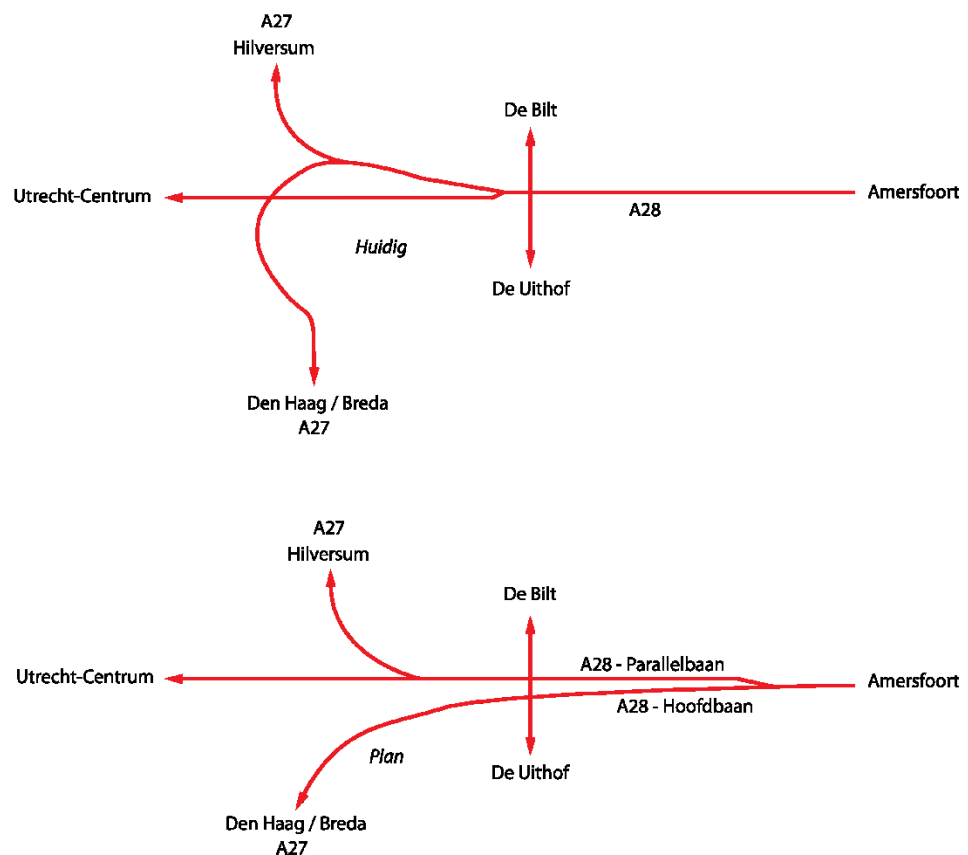 A27
Hilversum
De Bilt
Utrecht-Centrum
Amersfoort
A28
Huidig
De Uithof
Den Haag / Breda
A27
A27
Hilversum
De Bilt
A28 - Parallelbaan
Utrecht-Centrum
Amersfoort
A28 - Hoofdbaan
Plan
De Uithof
Den Haag / Breda
A27